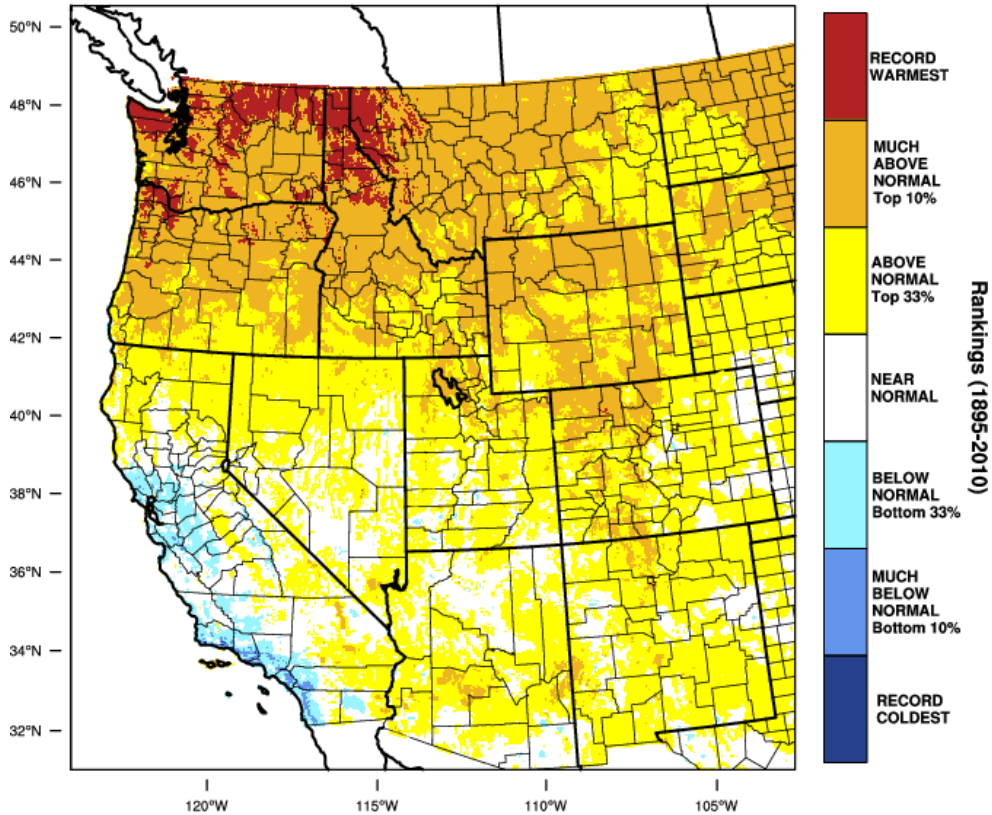 50°N
48°N
46°N
44°N
42°N
40°N
38°N
36°N
34°N
32°N
120°W
115°W
110°W
105°W
RECORD
WARMEST
MUCH
ABOVE
NORMAL
Top 10%
ABOVE
NORMAL
Top 33%
NEAR
NORMAL
BELOW
NORMAL
Bottom 33%
MUCH
BELOW
NORMAL
Bottom 10%
RECORD
COLDEST
Rankings (1895-2010)